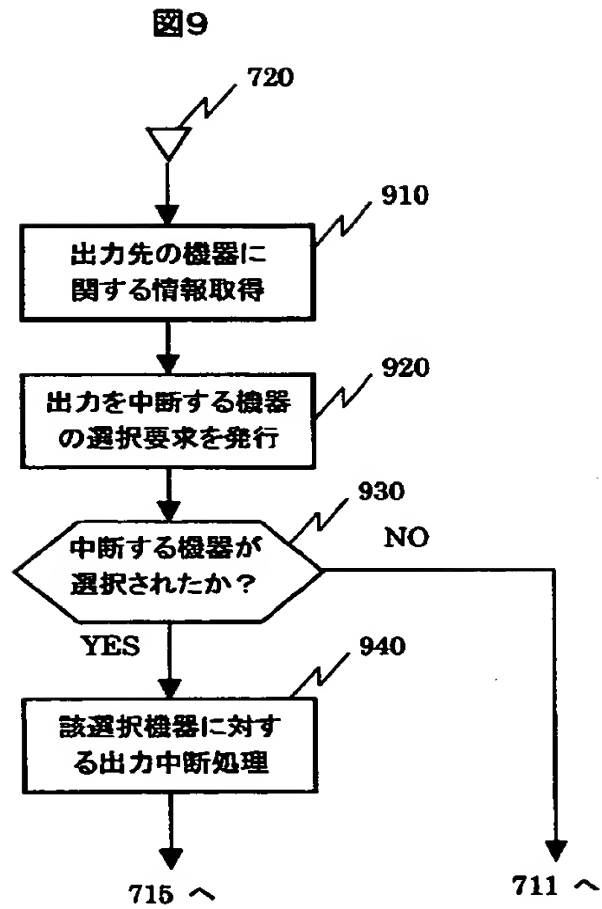 図9
720
910
出力先の機器に
関する情報取得
920
出力を中断する機器
の選択要求を発行
930
中断する機器が
選択されたか？
NO
YES
940
該選択機器に対す
る出力中断処理
715 へ
711 へ